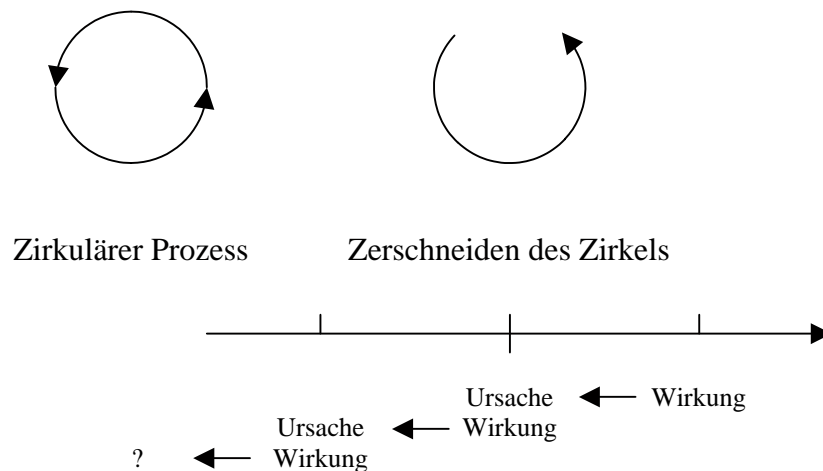 Zirkulärer Prozess
Zerschneiden des Zirkels
Ursache Wirkung
Ursache Wirkung
? Wirkung